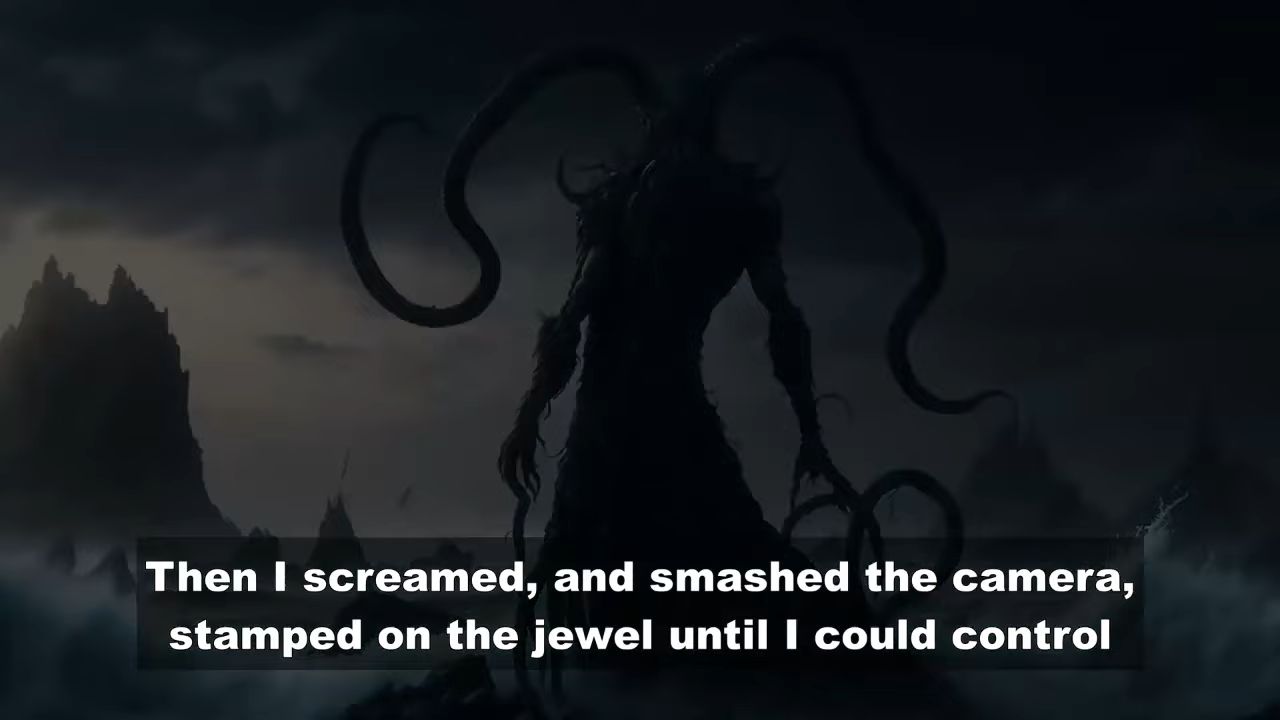 Then I screamed, and smashed the camera,
stamped on the jewel until I could control